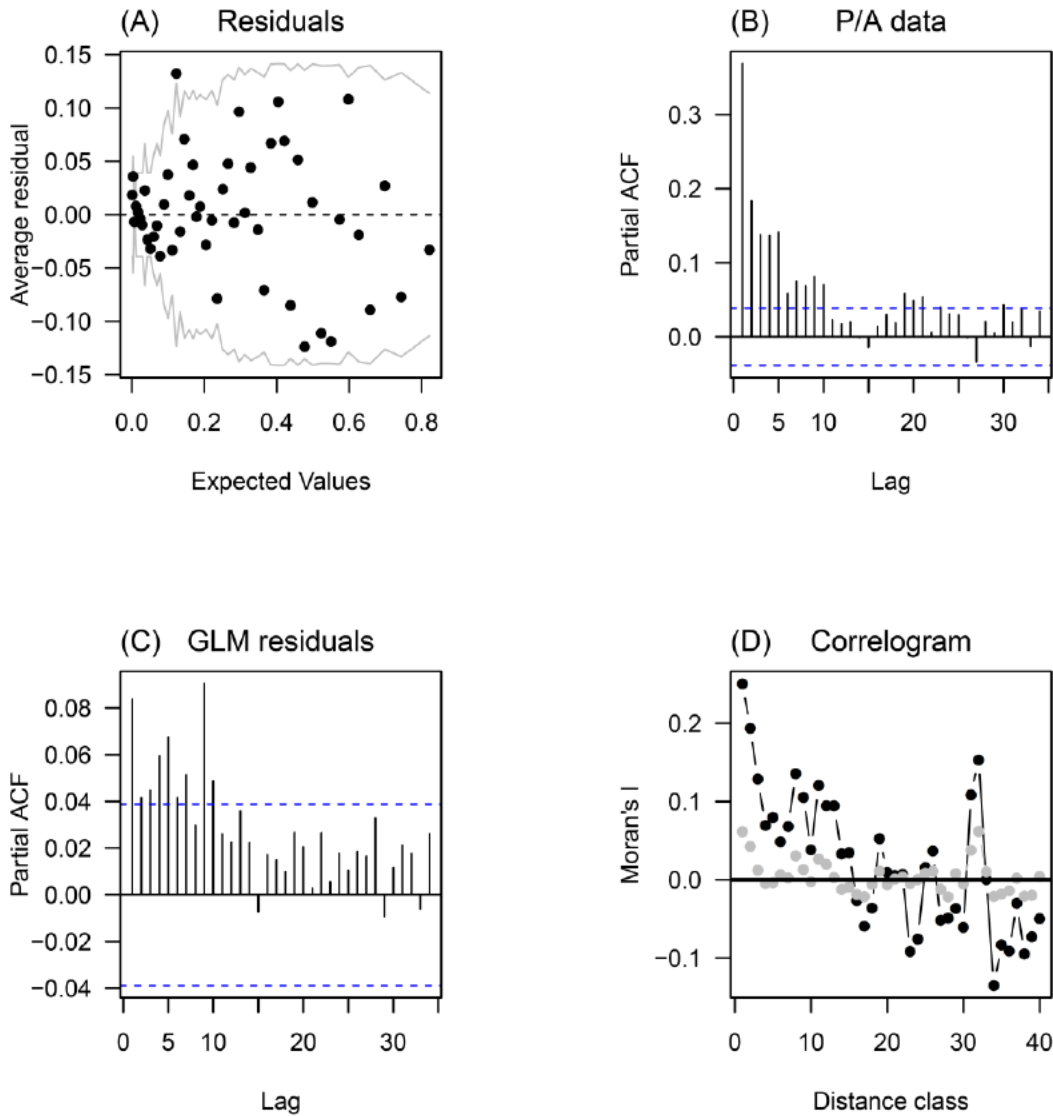 (A) Residuals
0.15
0.10
0.05
0.00
−0.05
−0.10
−0.15
Average residual
0.0 0.2 0.4 0.6 0.8
Expected Values
(B) P/A data
0.3
0.2
0.1
0.0
Partial ACF
0 5 10 20 30
Lag
(C) GLM residuals
0.08
0.06
0.04
0.02
0.00
−0.02
−0.04
Partial ACF
0 5 10 20 30
Lag
(D) Correlogram
0.2
0.1
0.0
−0.1
Moran's I
0 10 20 30 40
Distance class